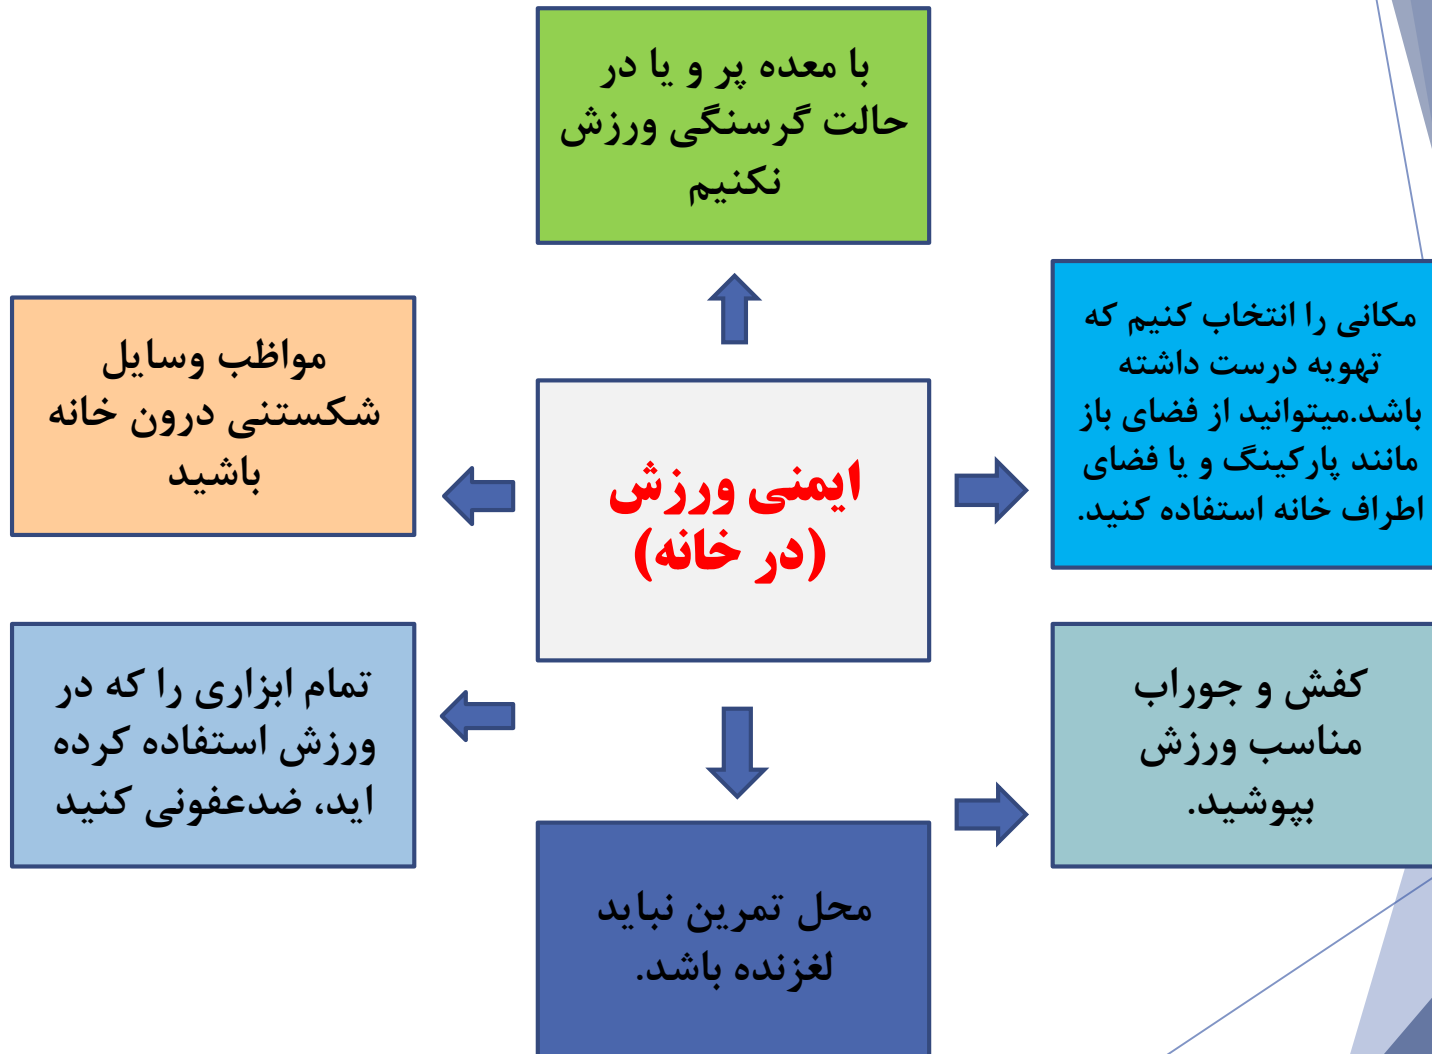 با معده پر و یا در
حالت گرسنگی ورزش
نکنیم
مکانی را انتخاب کنیم که
تهویه درست داشته
باشد.میتوانید از فضای باز
مانند پارکینگ و یا فضای
اطراف خانه استفاده کنید.
مواظب وسایل
شکستنی درون خانه
باشید
ایمنی ورزش
(در خانه)
کفش و جوراب
مناسب ورزش
بپوشید.
تمام ابزاری را که در
ورزش استفاده کرده
اید، ضدعفونی کنید
محل تمرین نباید
لغزنده باشد.